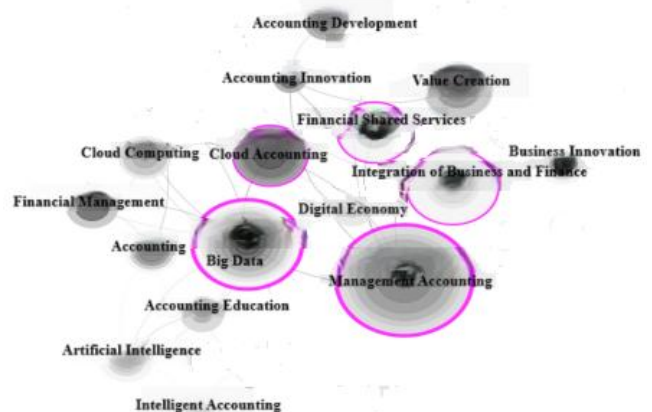 Accounting Development
Accounting Innovation
Value Creation
Financial Shared Services
Cloud Computing
Cloud Accounting
Business Innovation
Integration of Business and Finance
Financial Management
Digital Economy
Accounting
Big Data
Management Accounting
Accounting Education
Artificial Intelligence
Intelligent Accounting